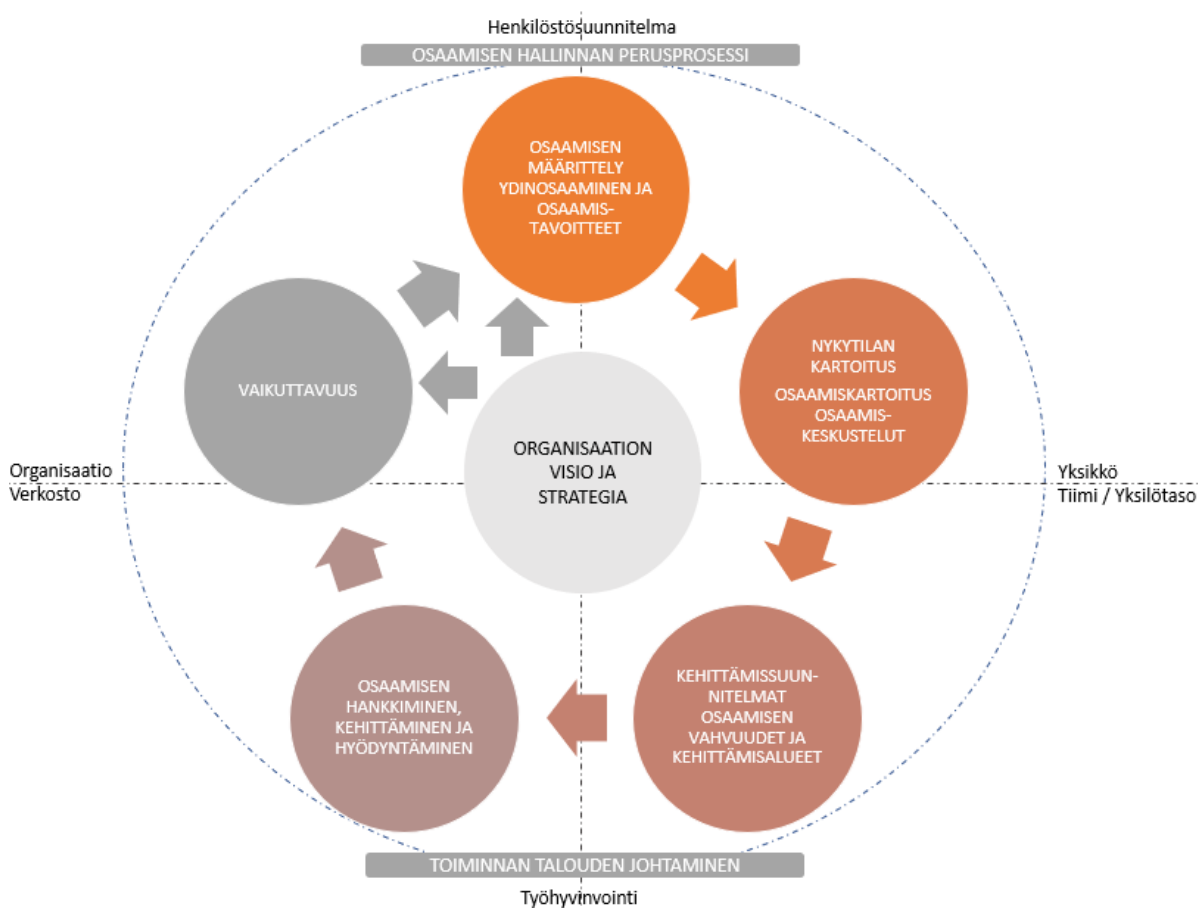 Henkilöstösuunnitelma
OSAAMISEN HALLINNAN PERUSPROSESSI
OSAAMISEN
MÄÄRITTELY
YDINOSAAMINEN JA
OSAAMIS-
TAVOITTEET
NYKYTILAN
KARTOITUS
OSAAMISKARTOITUS
OSAAMIS-
KESKUSTELUT
VAIKUTTAVUUS
ORGANISAATION
VISIO JA
STRATEGIA
Organisaatio
Verkosto
Yksikkö
Tiimi / Yksilötaso
KEHITTÄMISSUUN-
NITELMAT
OSAAMISEN
VAHVUUDET JA
KEHITTÄMISALUEET
OSAAMISEN
HANKKIMINEN,
KEHITTÄMINEN JA
HYÖDYNTÄMINEN
TOIMINNAN TALOUDEN JOHTAMINEN
Työhyvinvointi